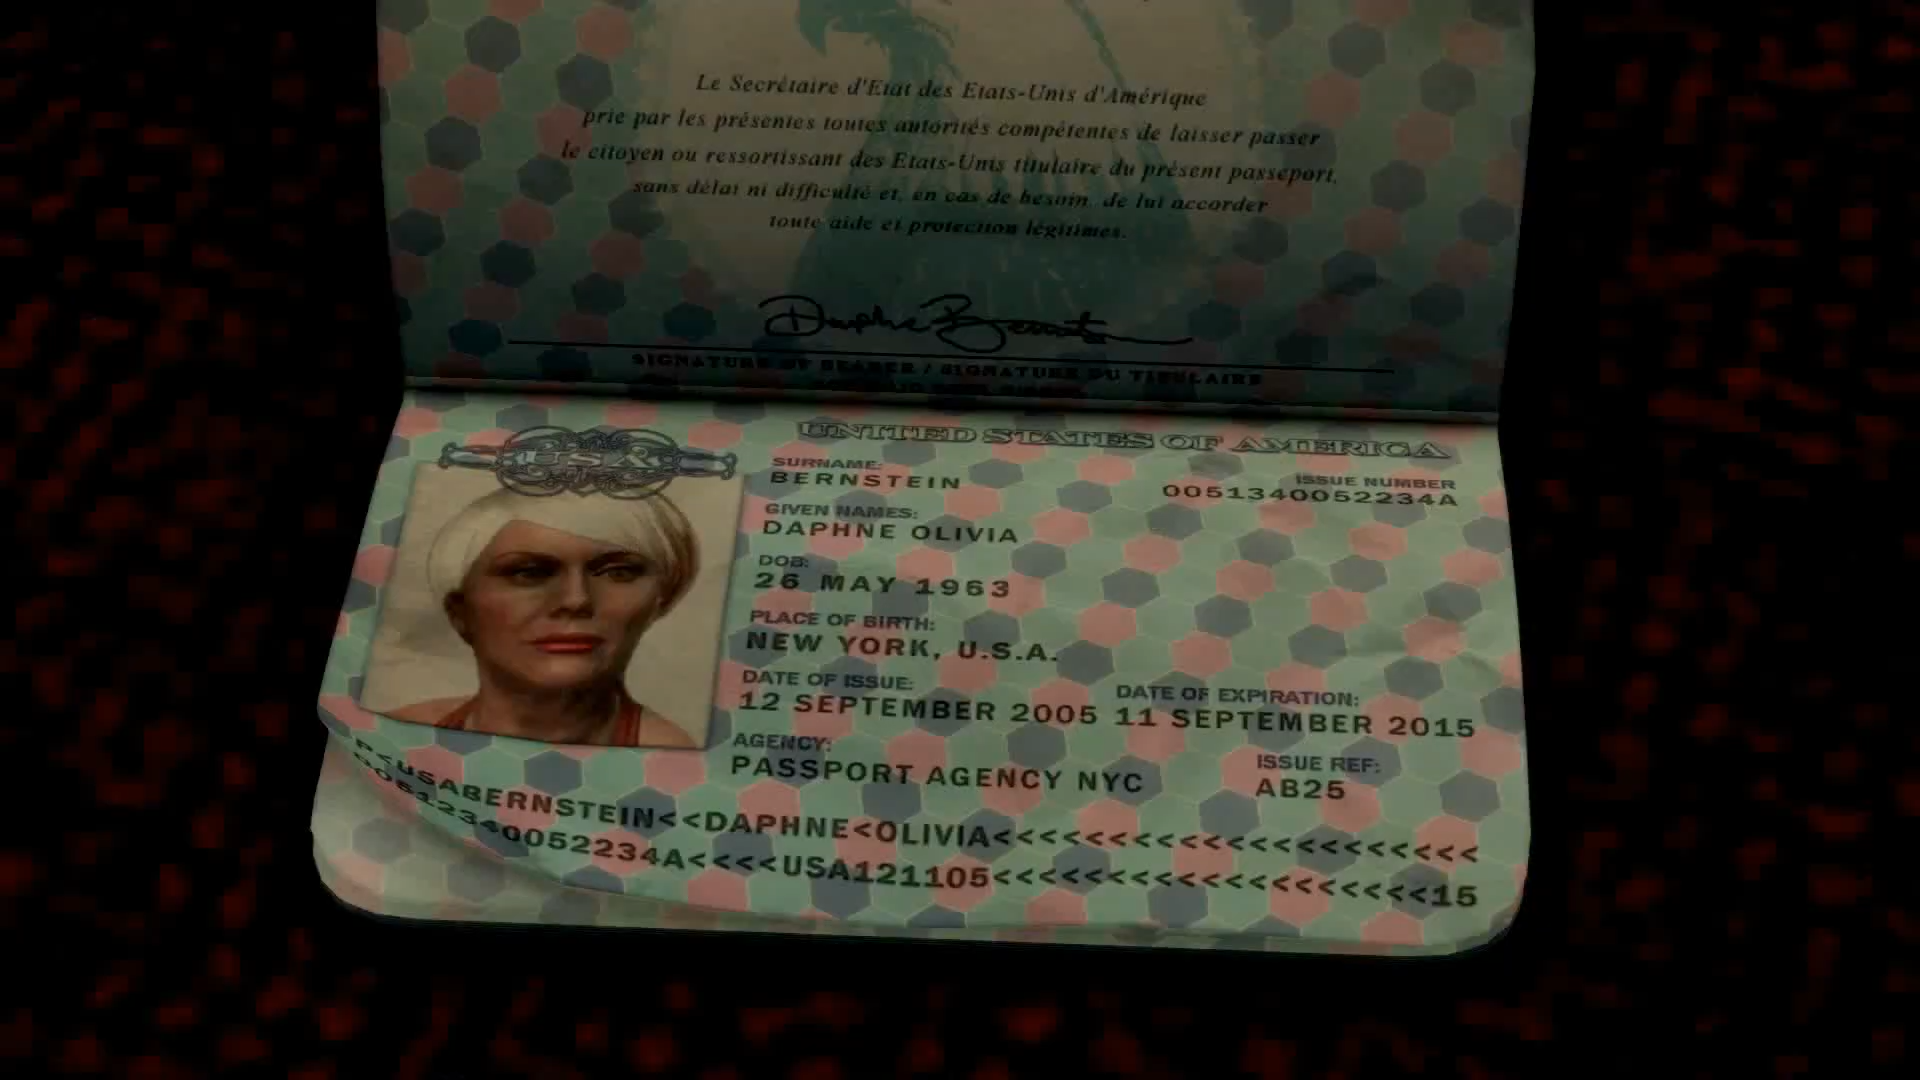 Le Secrétaire d'Etat des Etats-Unis d'Amérique
prie par les présentes toutes autorités compétentes de laisser passer
le citoyen ou ressortissant des Etats-Unis titulaire du présent passeport,
sans délai ni difficulté et, en cas de besoin, de lui accorder
toute aide et protection légitimes.
Daphne Bernstein
SIGNATURE OF BEARER / SIGNATURE DU TITULAIRE
USA
UNITED STATES OF AMERICA
SURNAME:
BERNSTEIN
ISSUE NUMBER
0051340052234A
GIVEN NAMES:
DAPHNE OLIVIA
DOB:
26 MAY 1963
PLACE OF BIRTH:
NEW YORK, U.S.A.
DATE OF ISSUE:
12 SEPTEMBER 2005
DATE OF EXPIRATION:
11 SEPTEMBER 2015
AGENCY:
PASSPORT AGENCY NYC
ISSUE REF:
AB25
P<USABERNSTEIN<<DAPHNE<OLIVIA<<<<<<<<<<<<<<<<<<<<
00512340052234A<<<<USA121105<<<<<<<<<<<<<<<<<<<15